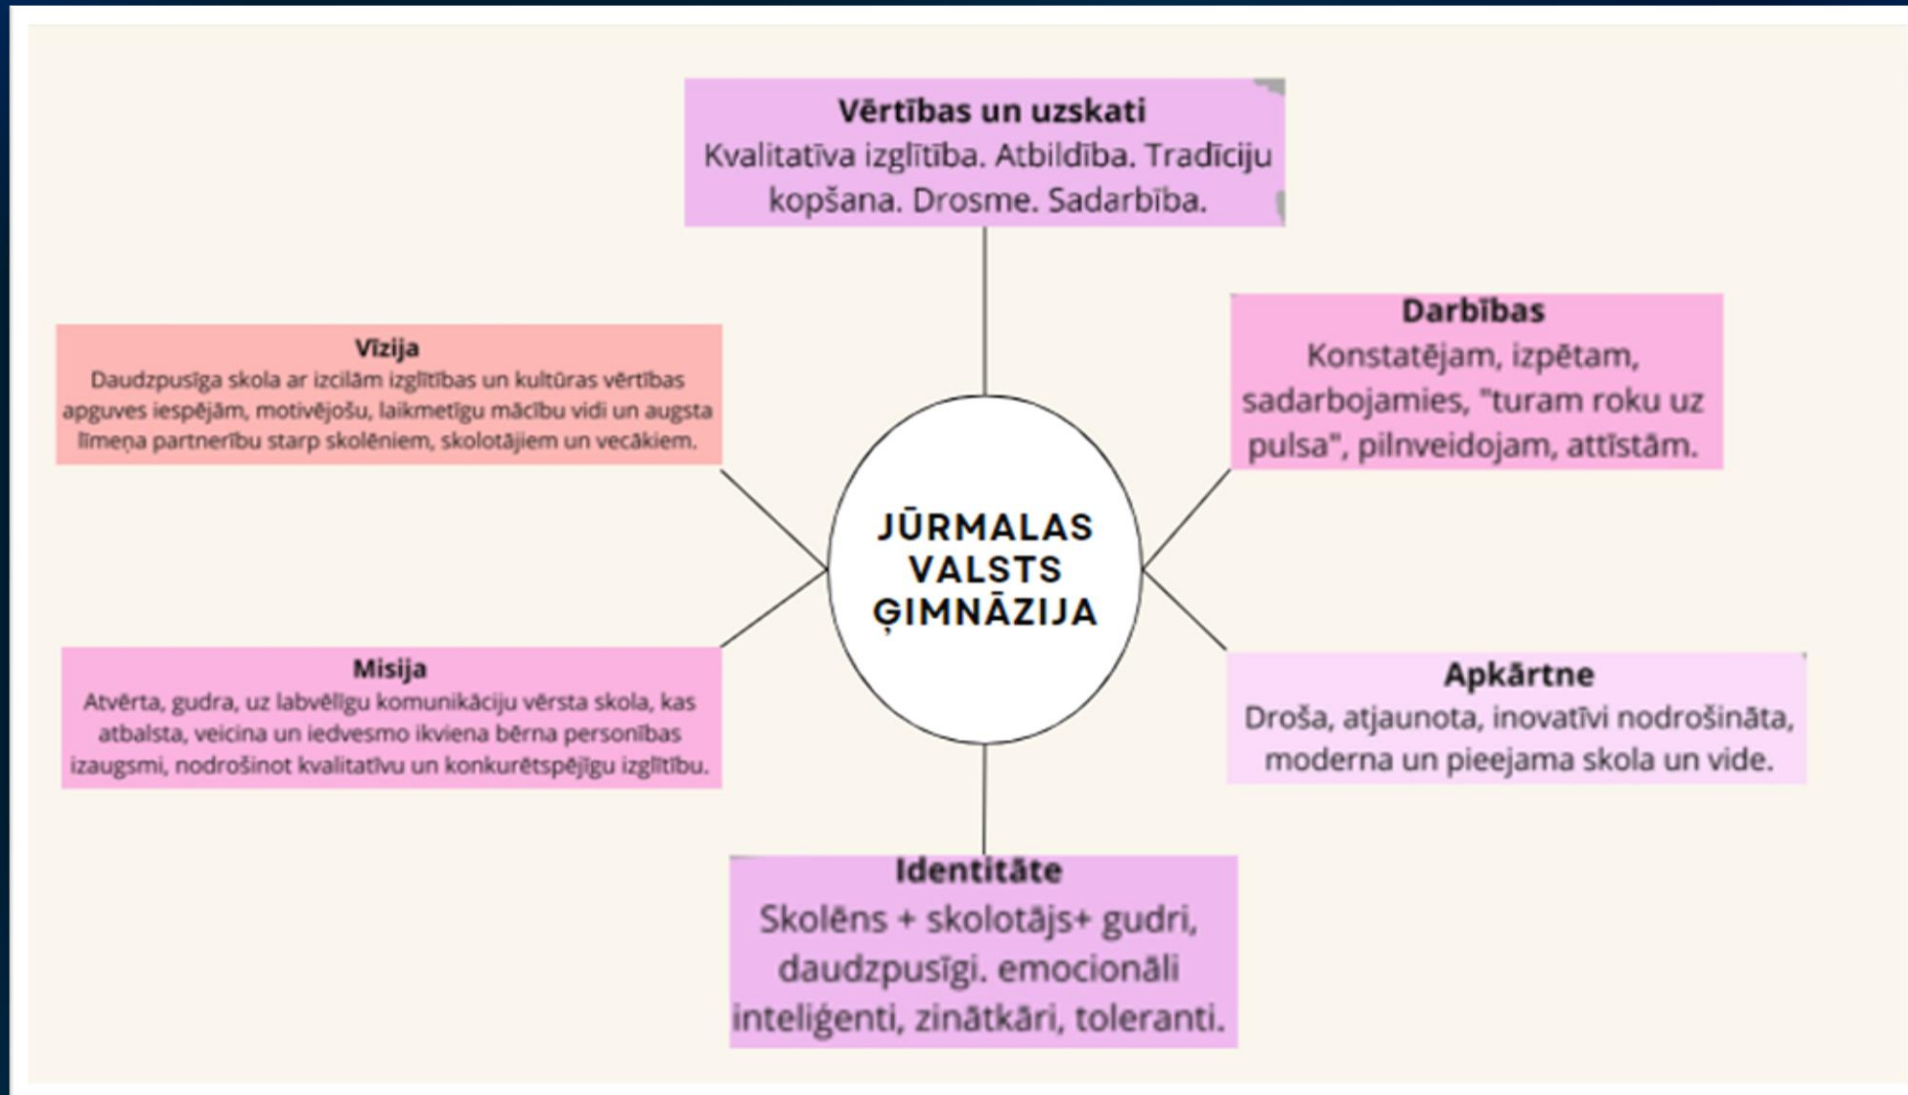 Vērtības un uzskati
Kvalitatīva izglītība. Atbildība. Tradīciju
kopšana. Drosme. Sadarbība.
Vīzija
Daudzpusīga skola ar izcilām izglītības un kultūras vērtības
apguves iespējām, motivējošu, laikmetīgu mācību vidi un augsta
līmeņa partnerību starp skolēniem, skolotājiem un vecākiem.
Darbības
Konstatējam, izpētam,
sadarbojamies, "turam roku uz
pulsa", pilnveidojam, attīstām.
JŪRMALAS
VALSTS
ĢIMNĀZIJA
Misija
Atvērta, gudra, uz labvēlīgu komunikāciju vērsta skola, kas
atbalsta, veicina un iedvesmo ikviena bērna personības
izaugsmi, nodrošinot kvalitatīvu un konkurētspējīgu izglītību.
Apkārtne
Droša, atjaunota, inovatīvi nodrošināta,
moderna un pieejama skola un vide.
Identitāte
Skolēns + skolotājs+ gudri,
daudzpusīgi. emocionāli
inteliģenti, zinātkāri, toleranti.